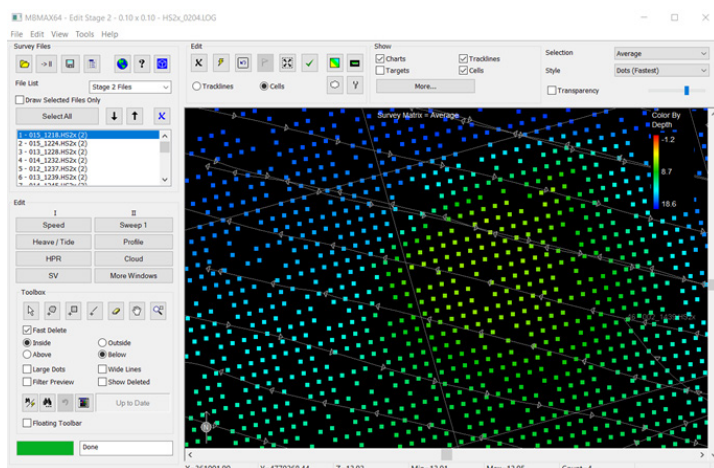 MBMAX64 - Edit Stage 2 - 0.10 x 0.10 - HS2x_0204.LOG
File Edit View Tools Help
Survey Files
File List
Stage 2 Files
Draw Selected Files Only
Select All
1 - 015_1218.HS2x (2)
2 - 015_1224.HS2x (2)
3 - 013_1228.HS2x (2)
4 - 014_1232.HS2x (2)
5 - 012_1237.HS2x (2)
6 - 013_1239.HS2x (2)
Edit
I II
Speed Sweep 1
Heave / Tide Profile
HPR Cloud
SV More Windows
Toolbox
Fast Delete
Inside Outside
Above Below
Large Dots Wide Lines
Filter Preview Show Deleted
Up to Date
Floating Toolbar
Done
Edit
Tracklines Cells
Show
Charts Tracklines
Targets Cells
More...
Selection Average
Style Dots (Fastest)
Transparency
Survey Matrix = Average
Color By
Depth
-1.2
8.7
18.6
N